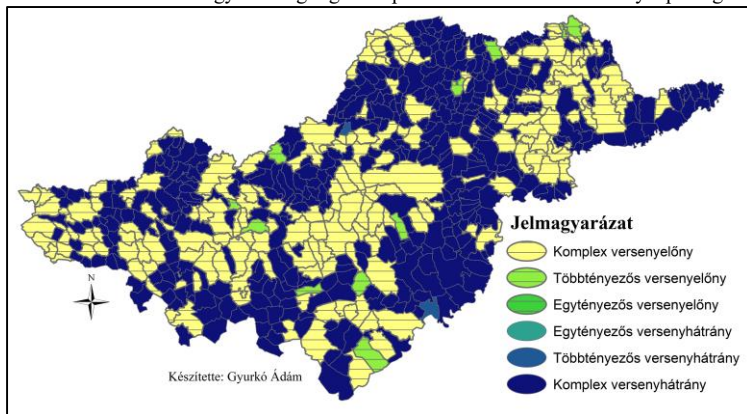 N
Jelmagyarázat
Komplex versenyelőny
Többtényezős versenyelőny
Egytényezős versenyelőny
Egytényezős versenyhátrány
Többtényezős versenyhátrány
Komplex versenyhátrány
Készítette: Gyurkó Ádám